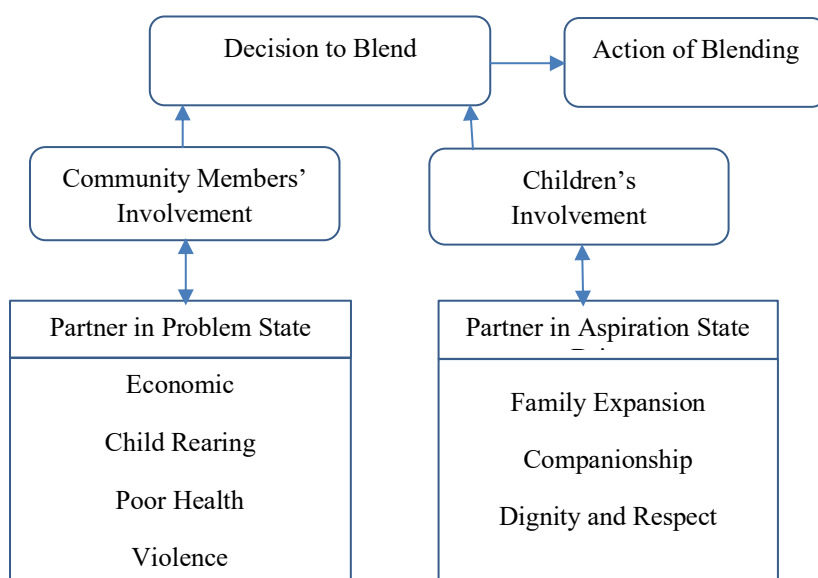 Decision to Blend
Action of Blending
Community Members’
Involvement
Children’s
Involvement
Partner in Problem State
Economic
Child Rearing
Poor Health
Violence
Partner in Aspiration State
Family Expansion
Companionship
Dignity and Respect